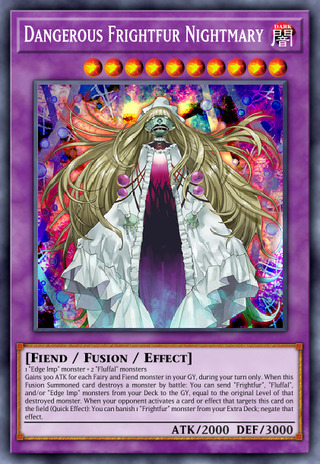 DANGEROUS FRIGHTFUR NIGHTMARY
DARK
闇
[FIEND / FUSION / EFFECT]
1 "Edge Imp" monster + 2 "Fluffal" monsters
Gains 300 ATK for each Fairy and Fiend monster in your GY, during your turn only. When this
Fusion Summoned card destroys a monster by battle: You can send "Frightfur", "Fluffal",
and/or "Edge Imp" monsters from your Deck to the GY, equal to the original Level of that
destroyed monster. When your opponent activates a card or effect that targets this card on
the field (Quick Effect): You can banish 1 "Frightfur" monster from your Extra Deck; negate that
effect.
ATK/2000 DEF/3000